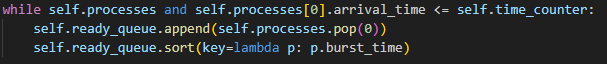 while self.processes and self.processes[0].arrival_time <= self.time_counter:
    self.ready_queue.append(self.processes.pop(0))
    self.ready_queue.sort(key=lambda p: p.burst_time)